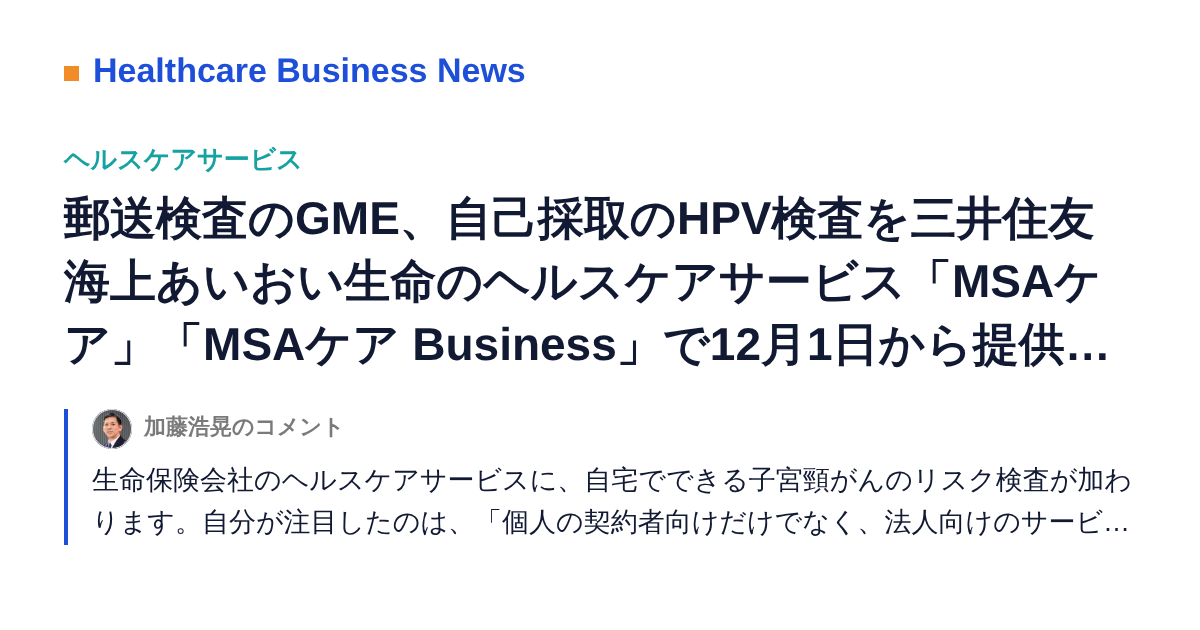 Healthcare Business News
ヘルスケアサービス
郵送検査のGME、自己採取のHPV検査を三井住友
海上あいおい生命のヘルスケアサービス「MSAケ
ア」「MSAケア Business」で12月1日から提供…
加藤浩晃のコメント
生命保険会社のヘルスケアサービスに、自宅でできる子宮頸がんのリスク検査が加わ
ります。自分が注目したのは、「個人の契約者向けだけでなく、法人向けのサービ…